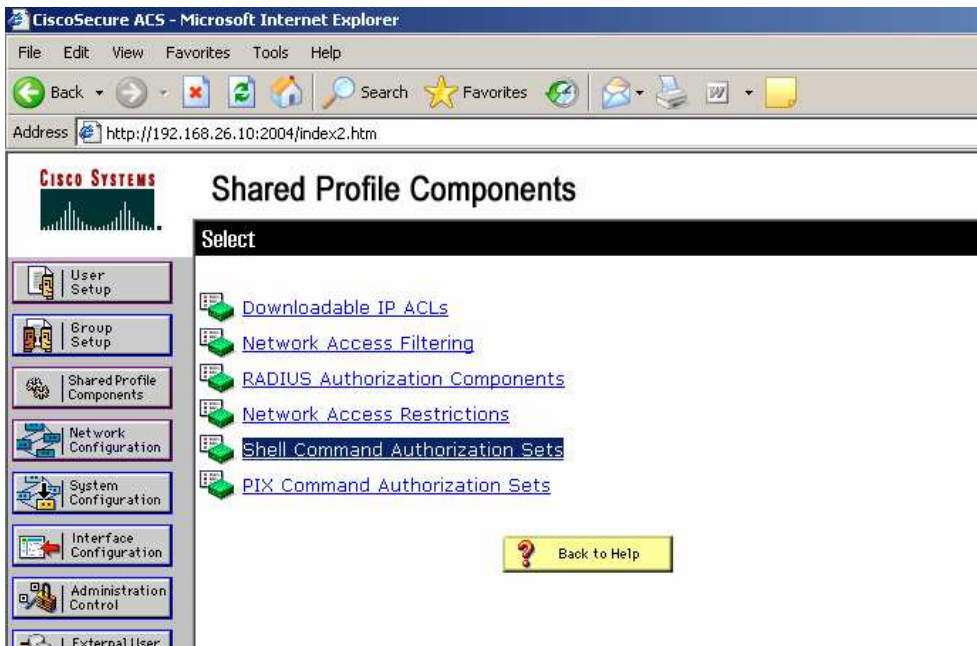 CiscoSecure ACS - Microsoft Internet Explorer
File Edit View Favorites Tools Help
Back Search Favorites
Address http://192.168.26.10:2004/index2.htm
CISCO SYSTEMS
Shared Profile Components
Select
User
Setup
Group
Setup
Shared Profile
Components
Network
Configuration
System
Configuration
Interface
Configuration
Administration
Control
External User
Downloadable IP ACLs
Network Access Filtering
RADIUS Authorization Components
Network Access Restrictions
Shell Command Authorization Sets
PIX Command Authorization Sets
Back to Help